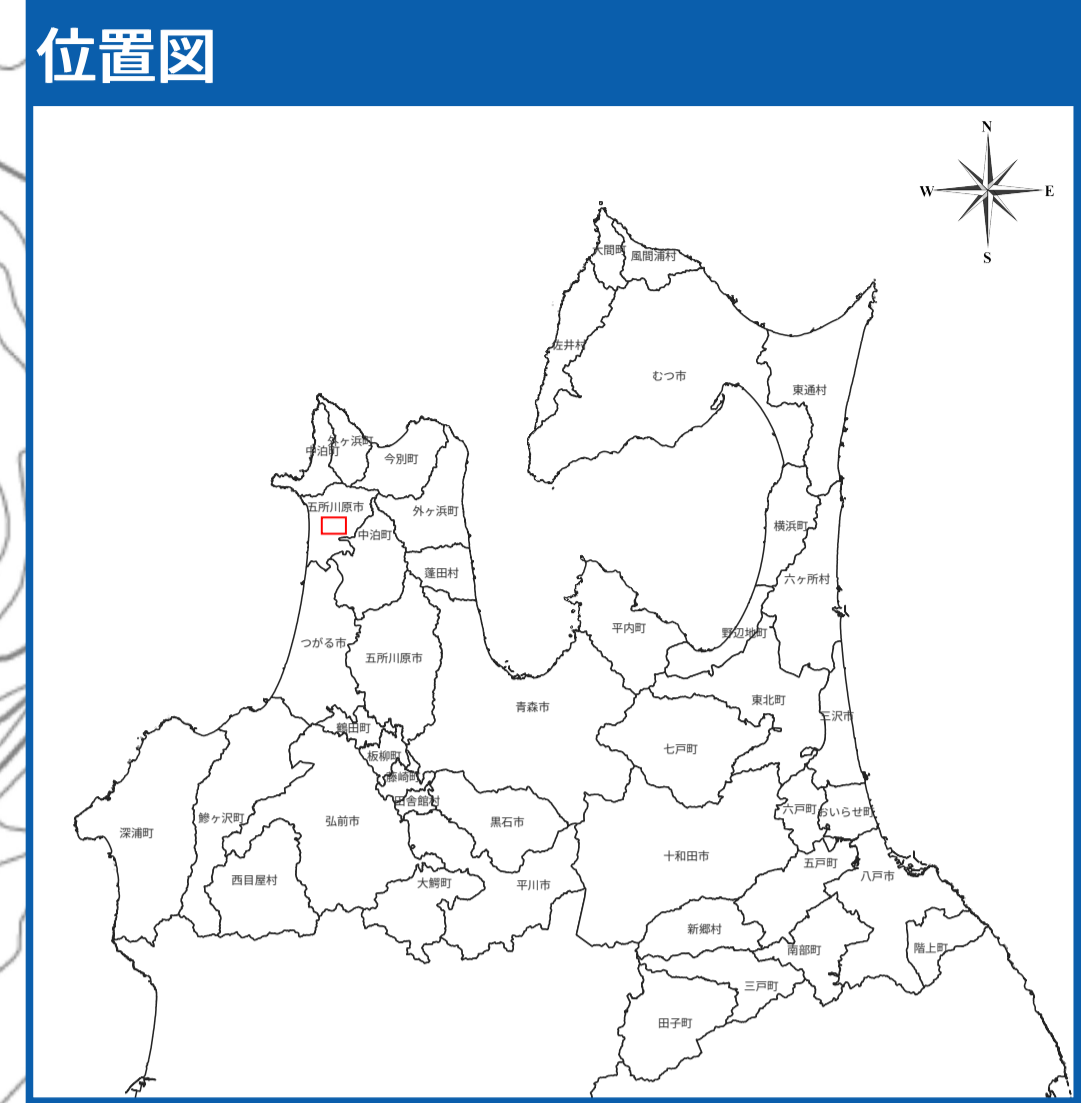 位置図
N
W
E
S
大間町
風間浦村
佐井村
むつ市
東通村
外ヶ浜町
中泊町
今別町
五所川原市
外ヶ浜町
中泊町
横浜町
蓬田村
六ヶ所村
平内町
野辺地町
つがる市
五所川原市
東北町
青森市
三沢市
鶴田町
七戸町
板柳町
藤崎町
田舎館村
六戸町
おいらせ町
鰺ヶ沢町
弘前市
黒石市
深浦町
十和田市
五戸町
八戸市
西目屋村
大鰐町
平川市
新郷村
南部町
階上町
三戸町
田子町